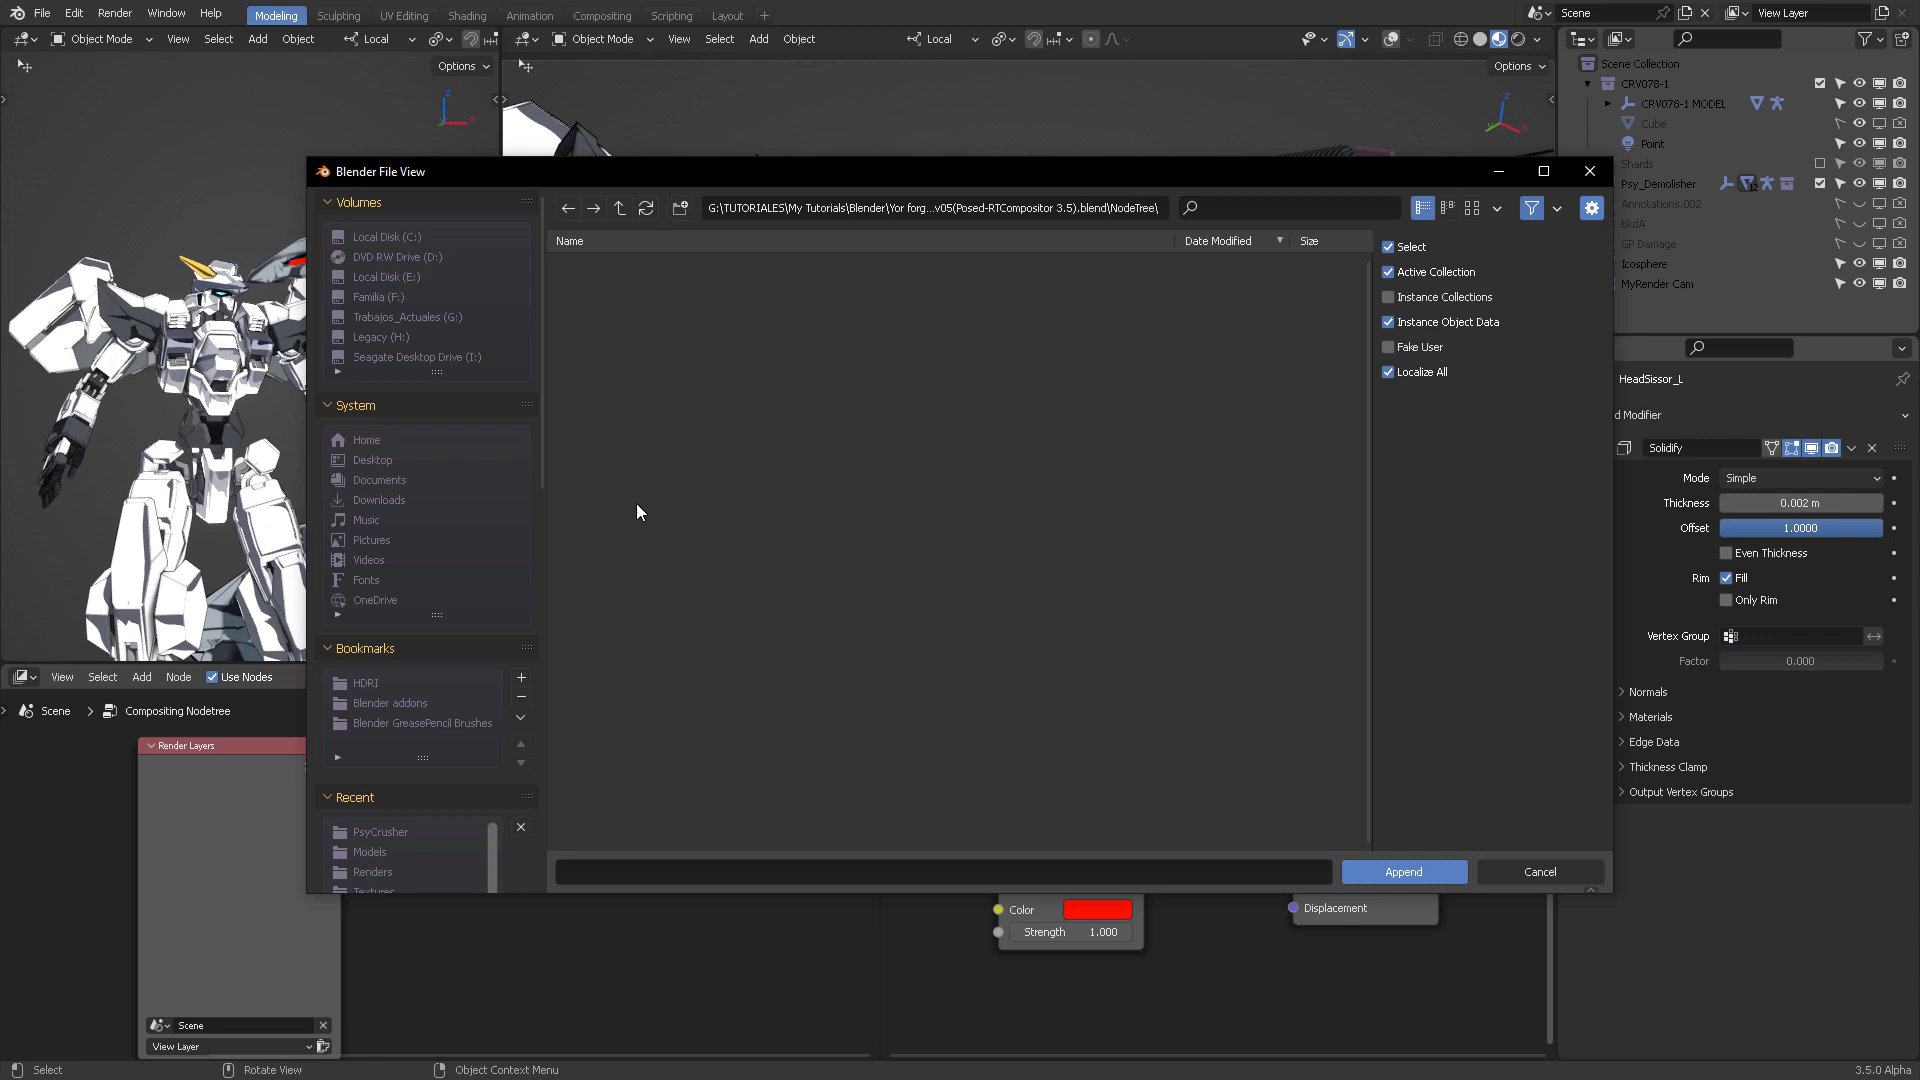 File Edit Render Window Help Modeling Sculpting UV Editing Shading Animation Compositing Scripting Layout + Scene View Layer
Object Mode View Select Add Object Local Object Mode View Select Add Object Local
Options Options
Scene Collection
CRV078-1
CRV078-1 MODEL
Cube
Point
Shards
Psy_Demolisher 12
Annotations.002
bkdA
GP Damage
Icosphere
MyRender Cam
Blender File View
Volumes
Local Disk (C:)
DVD RW Drive (D:)
Local Disk (E:)
Familia (F:)
Trabajos_Actuales (G:)
Legacy (H:)
Seagate Desktop Drive (I:)
System
Home
Desktop
Documents
Downloads
Music
Pictures
Videos
Fonts
OneDrive
Bookmarks
HDRI
Blender addons
Blender GreasePencil Brushes
Recent
PsyCrusher
Models
Renders
Textures
G:\TUTORIALES\My Tutorials\Blender\Yor forg...v05(Posed-RTCompositor 3.5).blend\NodeTree\
Name Date Modified Size
Select
Active Collection
Instance Collections
Instance Object Data
Fake User
Localize All
Append Cancel
HeadSissor_L
d Modifier
Solidify
Mode Simple
Thickness 0.002 m
Offset 1.0000
Even Thickness
Rim Fill
Only Rim
Vertex Group
Factor 0.000
Normals
Materials
Edge Data
Thickness Clamp
Output Vertex Groups
View Select Add Node Use Nodes
Scene > Compositing Nodetree
Render Layers
Scene
View Layer
Color
Strength 1.000
Displacement
Select Rotate View Object Context Menu 3.5.0 Alpha